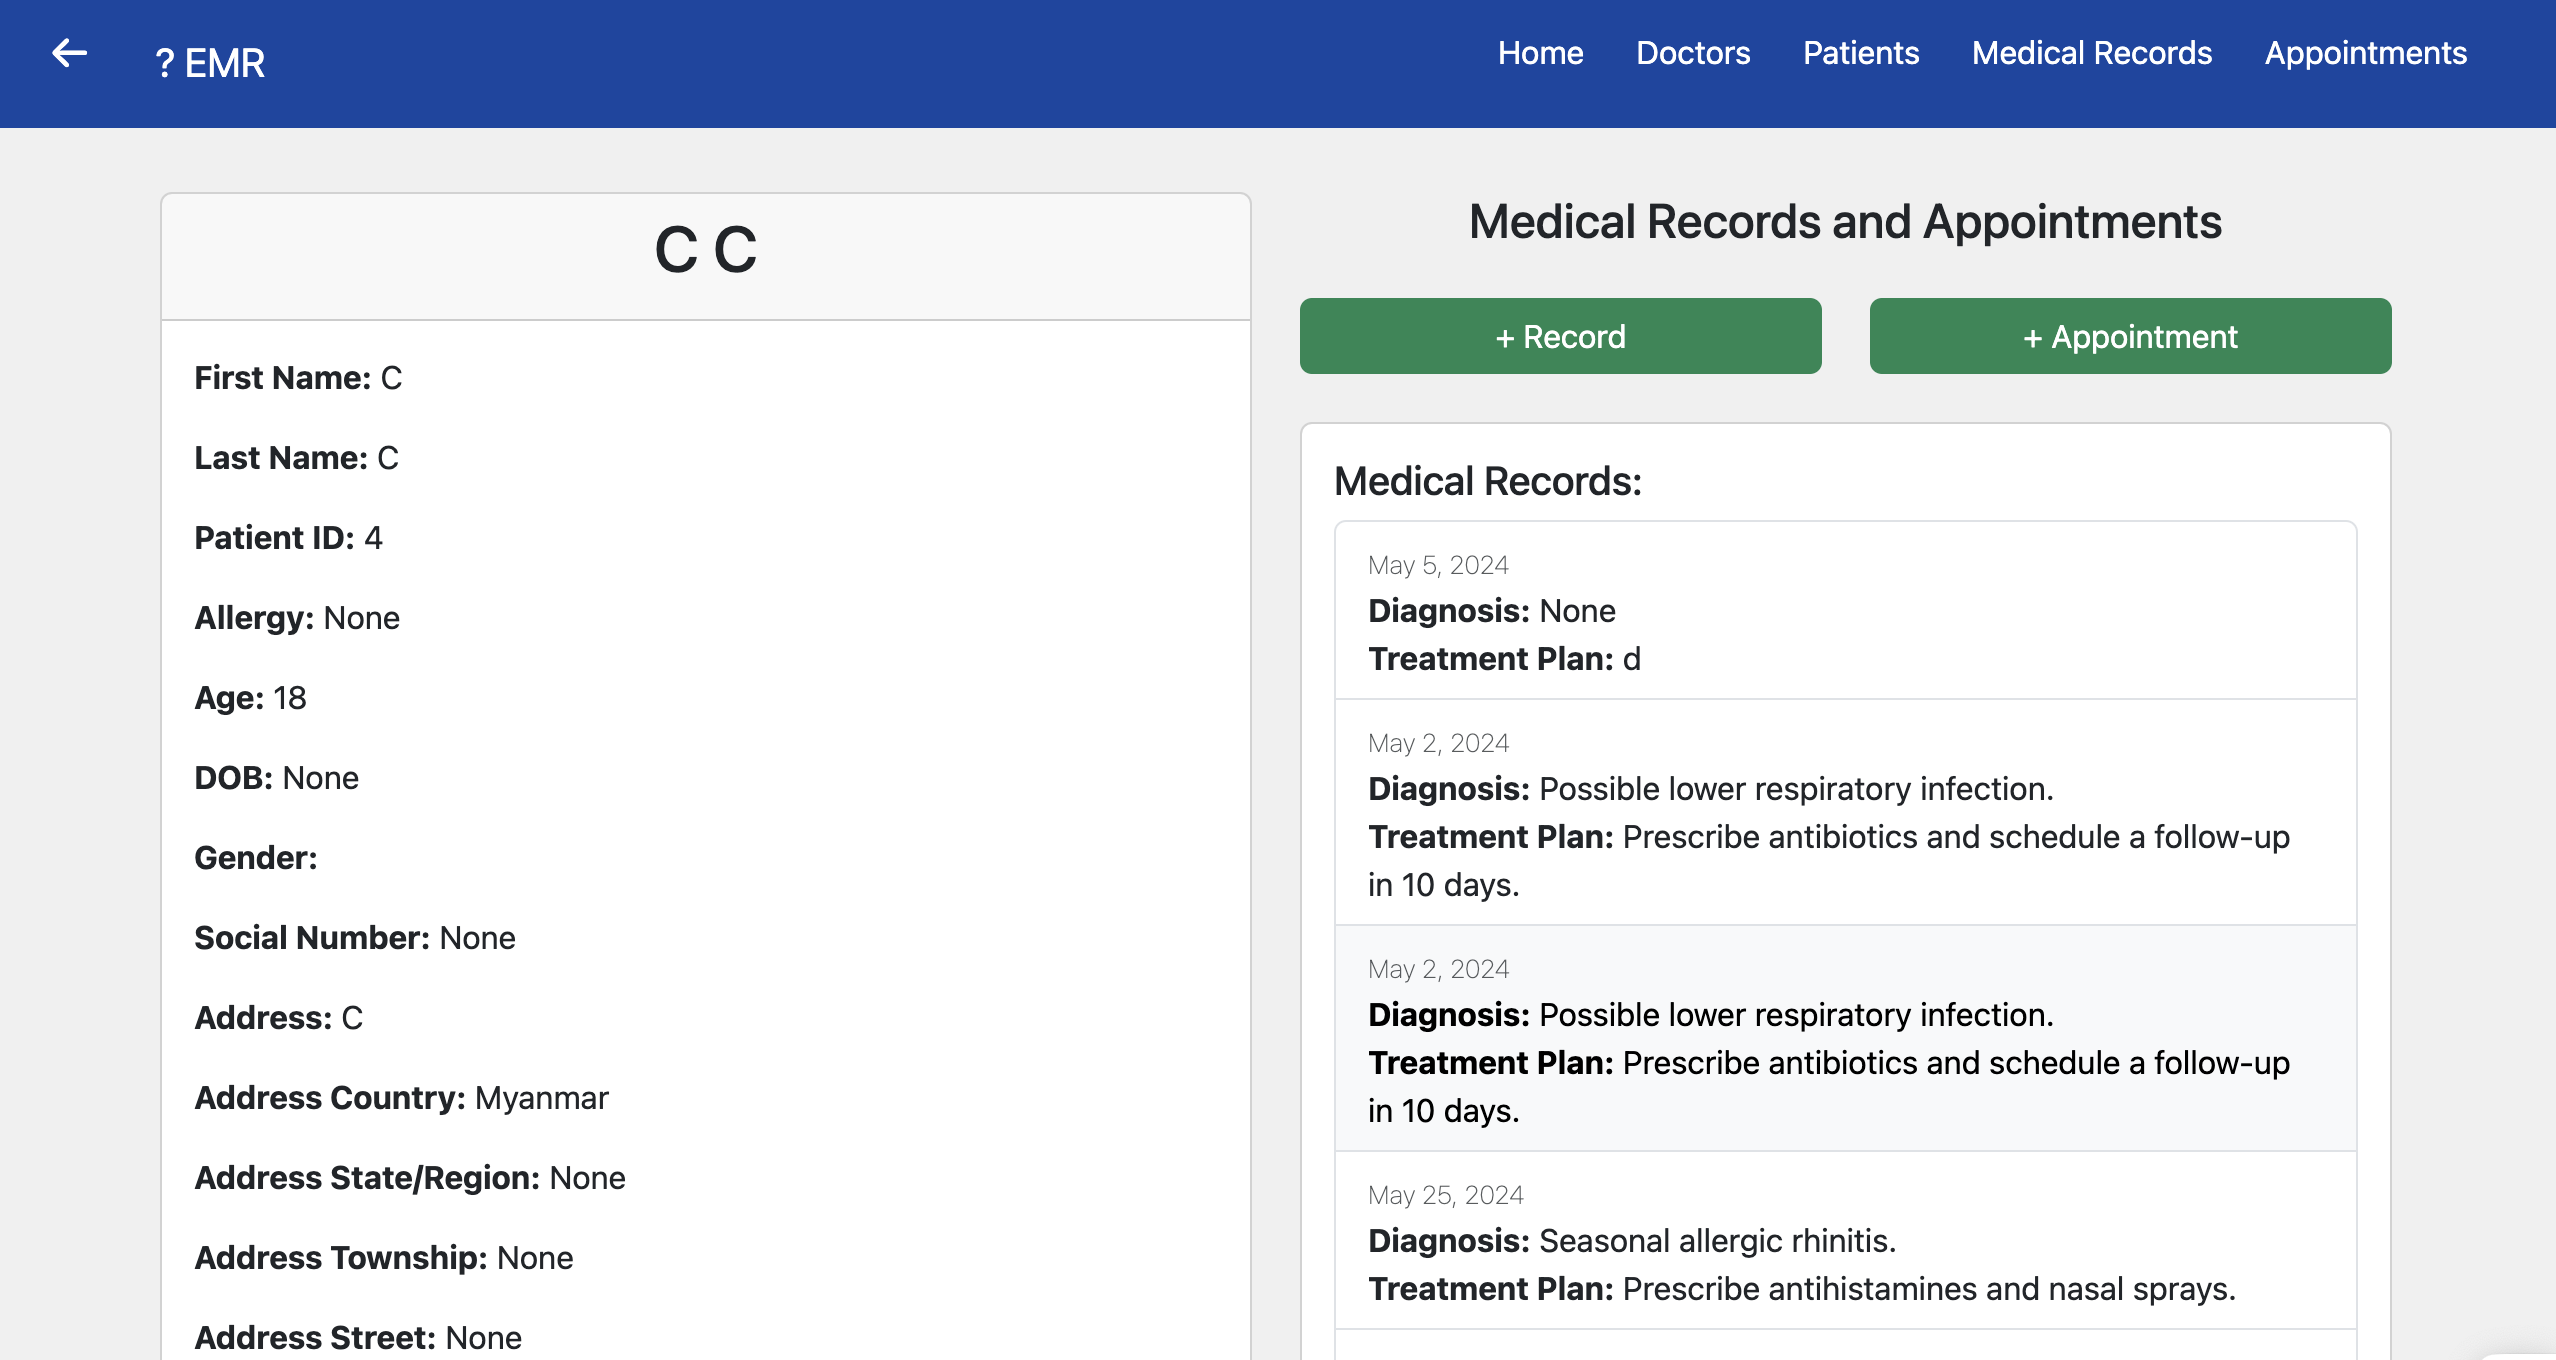 ? EMR
Home
Doctors
Patients
Medical Records
Appointments
C C
First Name: C
Last Name: C
Patient ID: 4
Allergy: None
Age: 18
DOB: None
Gender:
Social Number: None
Address: C
Address Country: Myanmar
Address State/Region: None
Address Township: None
Address Street: None
Medical Records and Appointments
+ Record
+ Appointment
Medical Records:
May 5, 2024
Diagnosis: None
Treatment Plan: d
May 2, 2024
Diagnosis: Possible lower respiratory infection.
Treatment Plan: Prescribe antibiotics and schedule a follow-up
in 10 days.
May 2, 2024
Diagnosis: Possible lower respiratory infection.
Treatment Plan: Prescribe antibiotics and schedule a follow-up
in 10 days.
May 25, 2024
Diagnosis: Seasonal allergic rhinitis.
Treatment Plan: Prescribe antihistamines and nasal sprays.